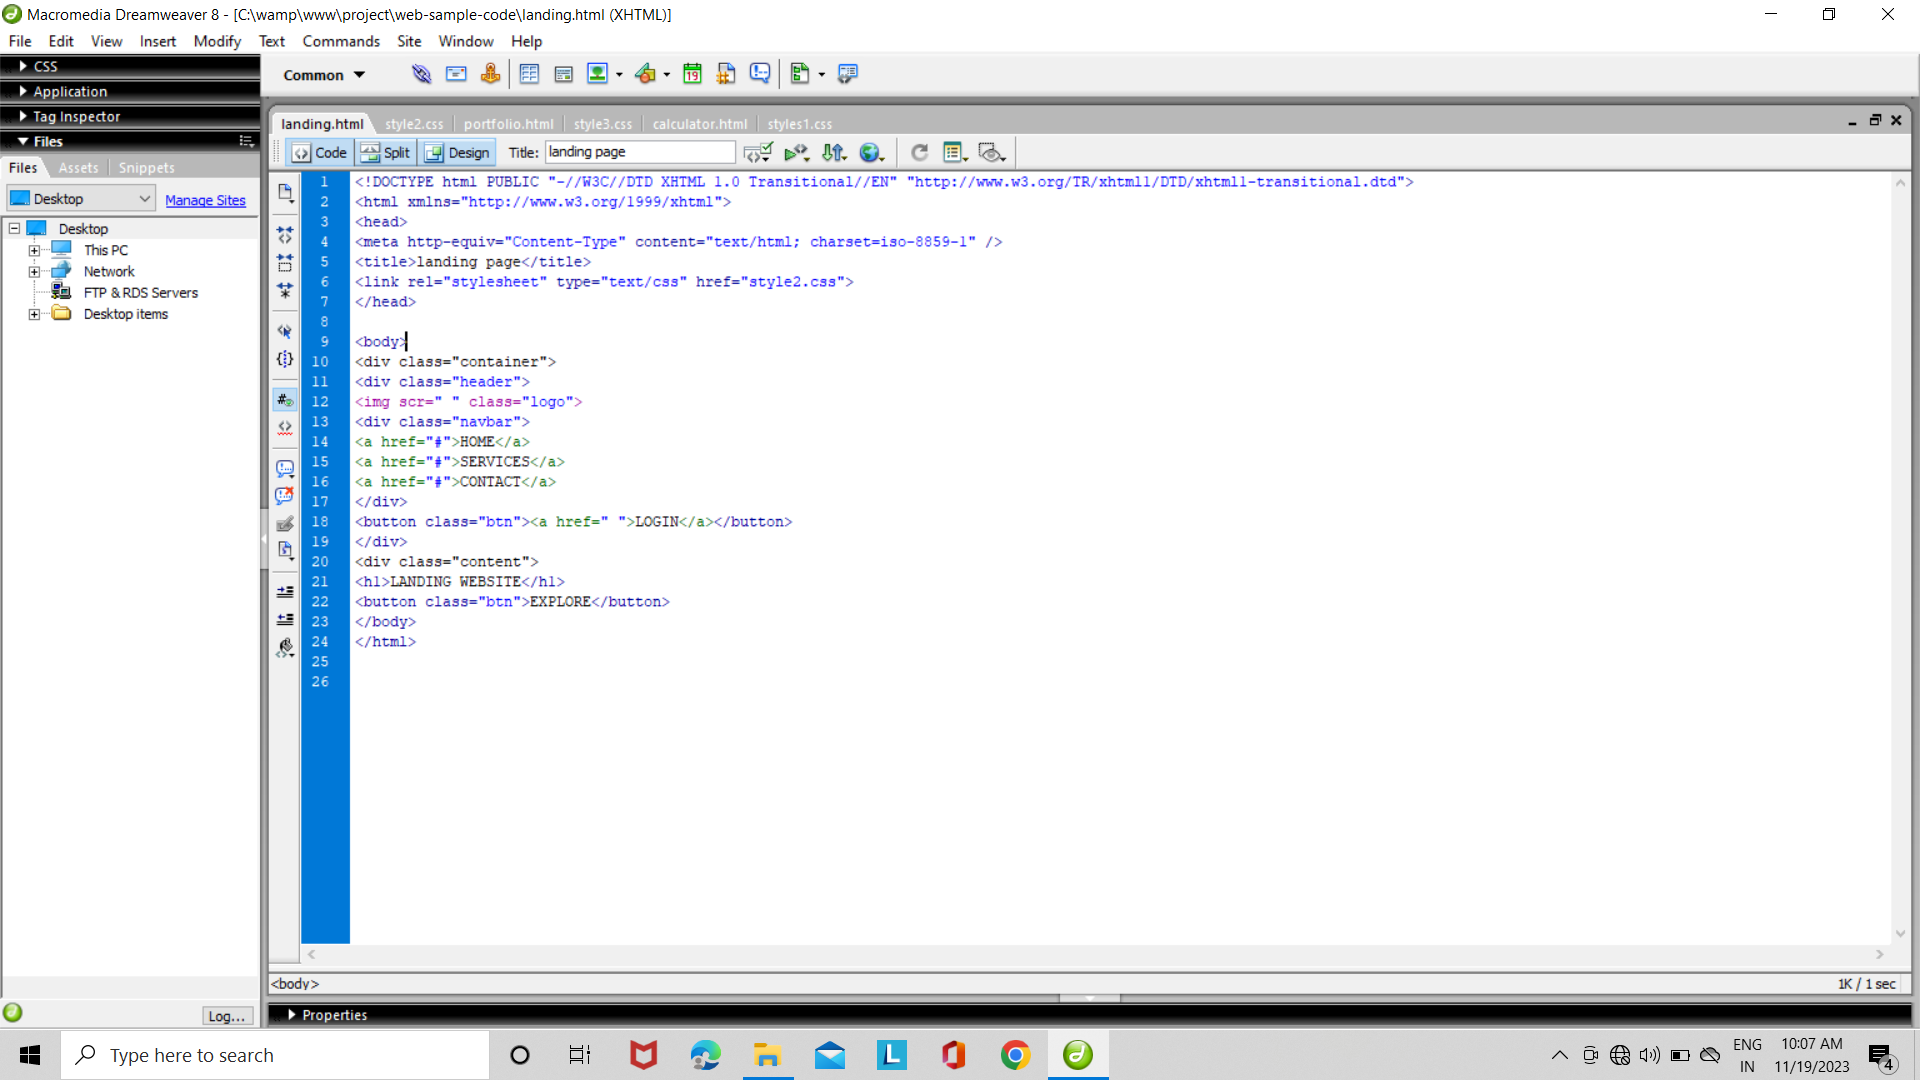 Macromedia Dreamweaver 8 - [C:\wamp\www\project\web-sample-code\landing.html (XHTML)]
File Edit View Insert Modify Text Commands Site Window Help
CSS
Application
Tag Inspector
Files
Files Assets Snippets
Desktop Manage Sites
Desktop
This PC
Network
FTP & RDS Servers
Desktop items
Log...
Common
19
landing.html style2.css portfolio.html style3.css calculator.html styles1.css
Code Split Design Title: landing page
1 <!DOCTYPE html PUBLIC "-//W3C//DTD XHTML 1.0 Transitional//EN" "http://www.w3.org/TR/xhtml1/DTD/xhtml1-transitional.dtd">
2 <html xmlns="http://www.w3.org/1999/xhtml">
3 <head>
4 <meta http-equiv="Content-Type" content="text/html; charset=iso-8859-1" />
5 <title>landing page</title>
6 <link rel="stylesheet" type="text/css" href="style2.css">
7 </head>
8
9 <body>
10 <div class="container">
11 <div class="header">
12 <img scr=" " class="logo">
13 <div class="navbar">
14 <a href="#">HOME</a>
15 <a href="#">SERVICES</a>
16 <a href="#">CONTACT</a>
17 </div>
18 <button class="btn"><a href=" ">LOGIN</a></button>
19 </div>
20 <div class="content">
21 <h1>LANDING WEBSITE</h1>
22 <button class="btn">EXPLORE</button>
23 </body>
24 </html>
25
26
<body> 1K / 1 sec
Properties
Type here to search
L
ENG
IN
10:07 AM
11/19/2023
4